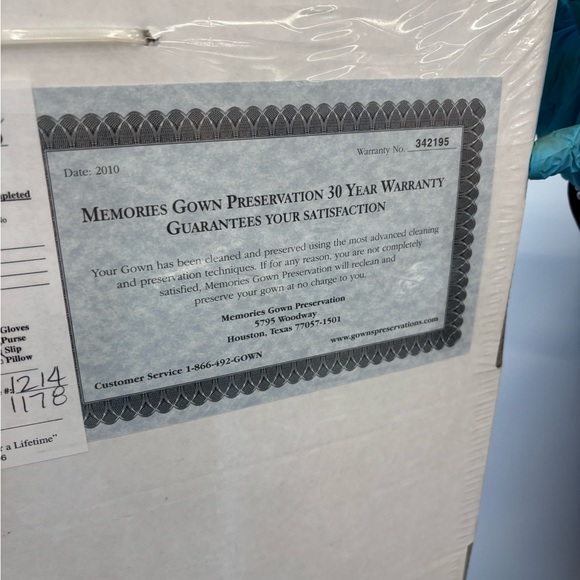 Date: 2010
Warranty No. 342195
MEMORIES GOWN PRESERVATION 30 YEAR WARRANTY
GUARANTEES YOUR SATISFACTION
Your Gown has been cleaned and preserved using the most advanced cleaning
and preservation techniques. If for any reason, you are not completely
satisfied, Memories Gown Preservation will reclean and
preserve your gown at no charge to you.
Memories Gown Preservation
5795 Woodway
Houston, Texas 77057-1501
www.gownspreservations.com
Customer Service 1-866-492-GOWN
Gloves
Purse
Slip
Pillow
#: 1214
1178
a Lifetime"
6